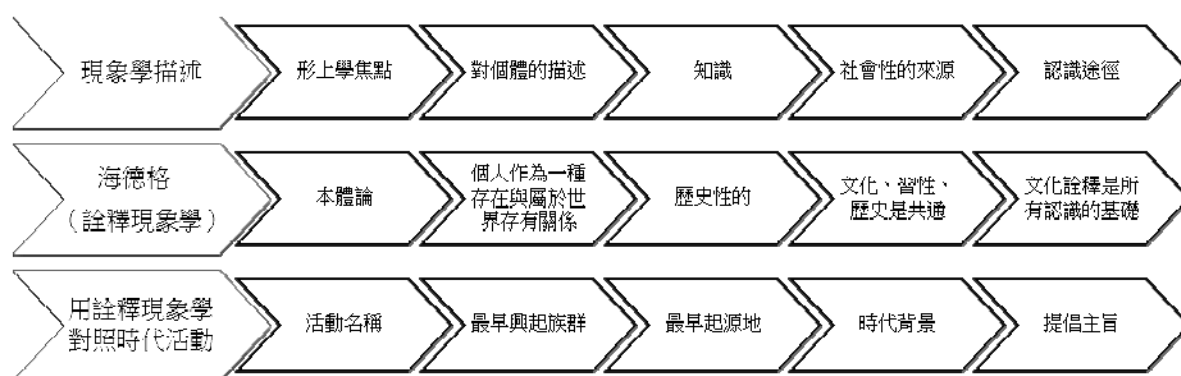 現象學描述
形上學焦點
對個體的描述
知識
社會性的來源
認識途徑
海德格
（詮釋現象學）
本體論
個人作為一種
存在與屬於世
界存有關係
歷史性的
文化、習性、
歷史是共通
文化詮釋是所
有認識的基礎
用詮釋現象學
對照時代活動
活動名稱
最早興起族群
最早起源地
時代背景
提倡主旨